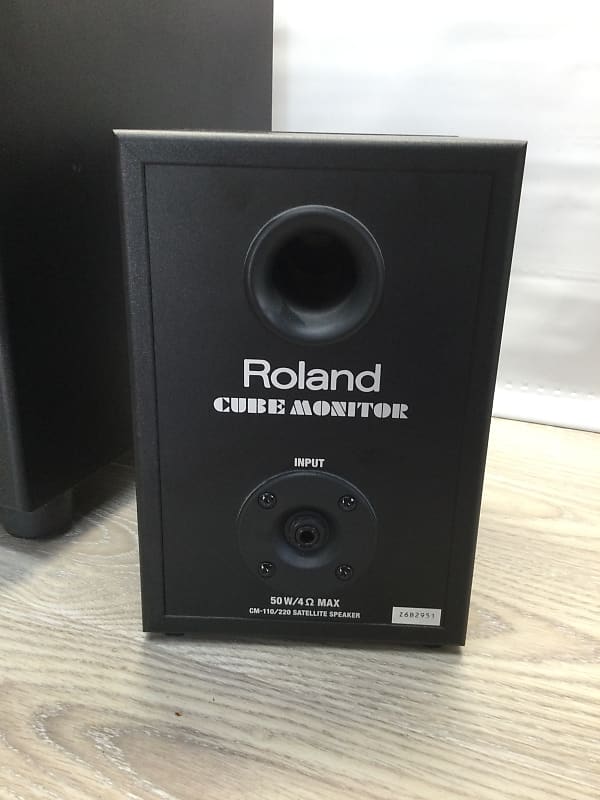 Roland
CUBE MONITOR
INPUT
50 W/4 Ω MAX
CM-110/220 SATELLITE SPEAKER
Z6B2951